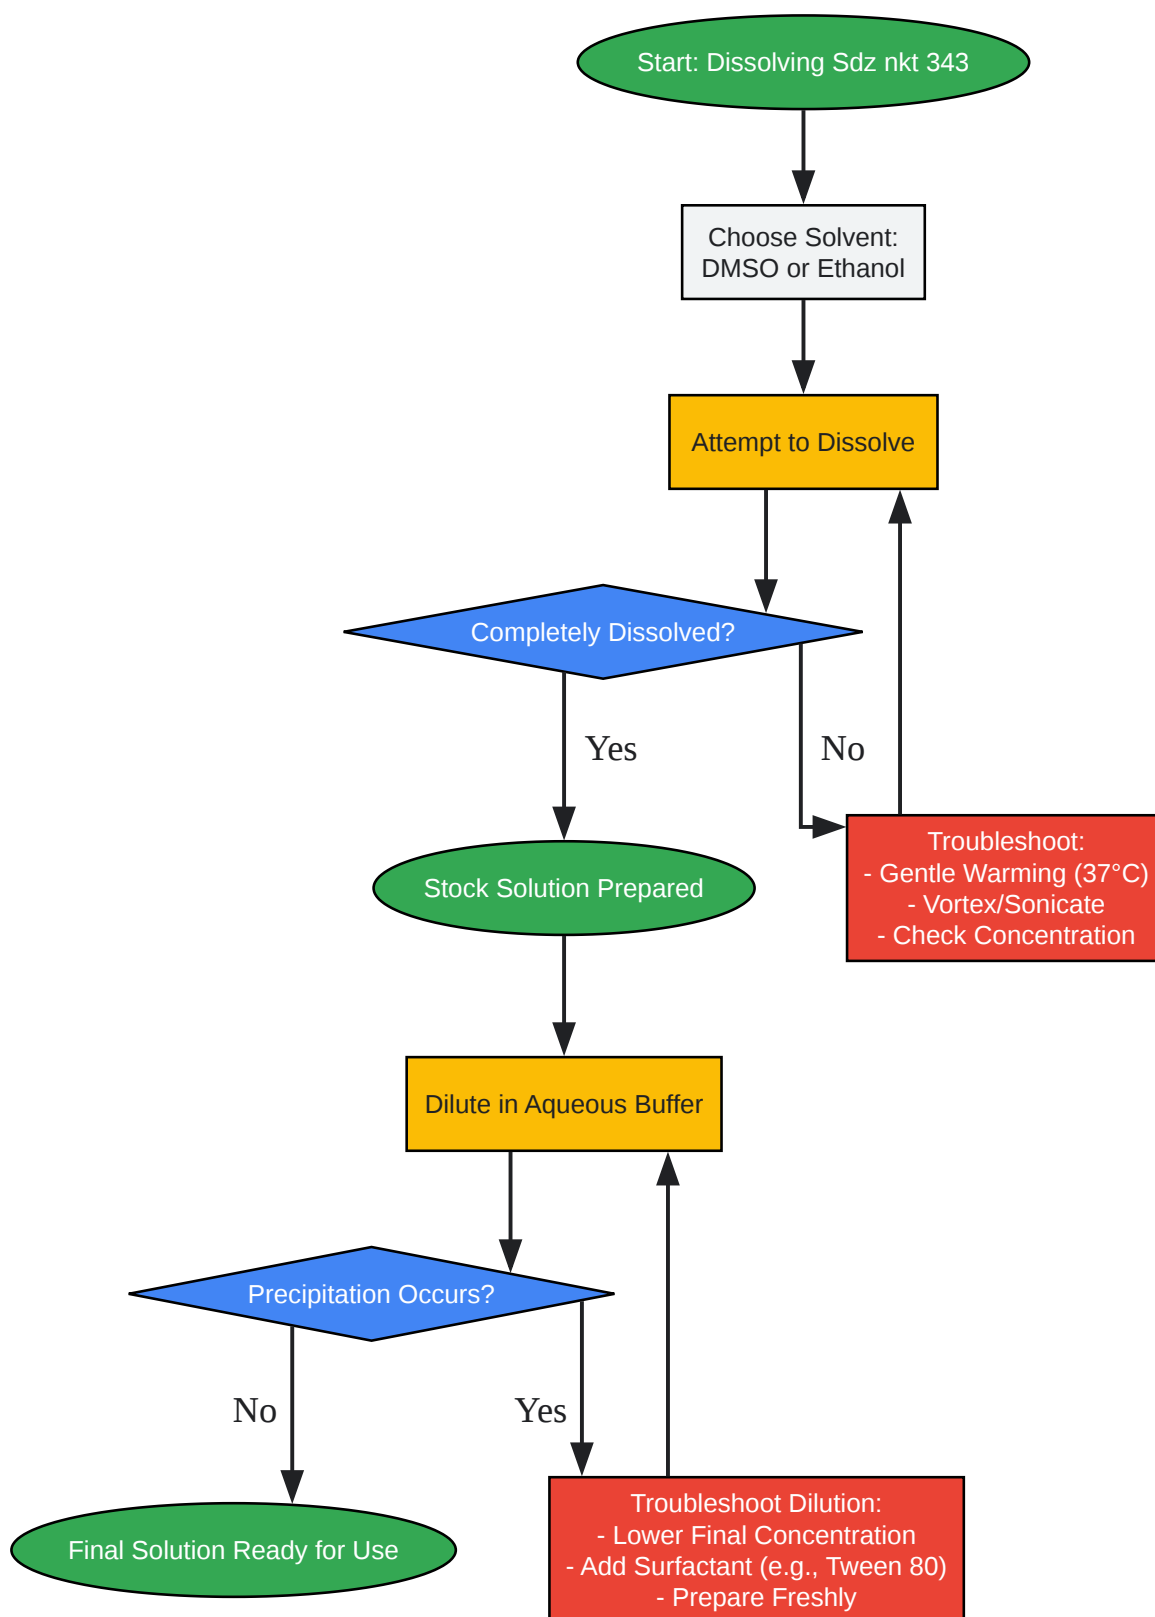 Start: Dissolving Sdz nkt 343
Choose Solvent:
DMSO or Ethanol
Attempt to Dissolve
Completely Dissolved?
Yes
No
Troubleshoot:
- Gentle Warming (37°C)
- Vortex/Sonicate
- Check Concentration
Stock Solution Prepared
Dilute in Aqueous Buffer
Precipitation Occurs?
No
Yes
Final Solution Ready for Use
Troubleshoot Dilution:
- Lower Final Concentration
- Add Surfactant (e.g., Tween 80)
- Prepare Freshly